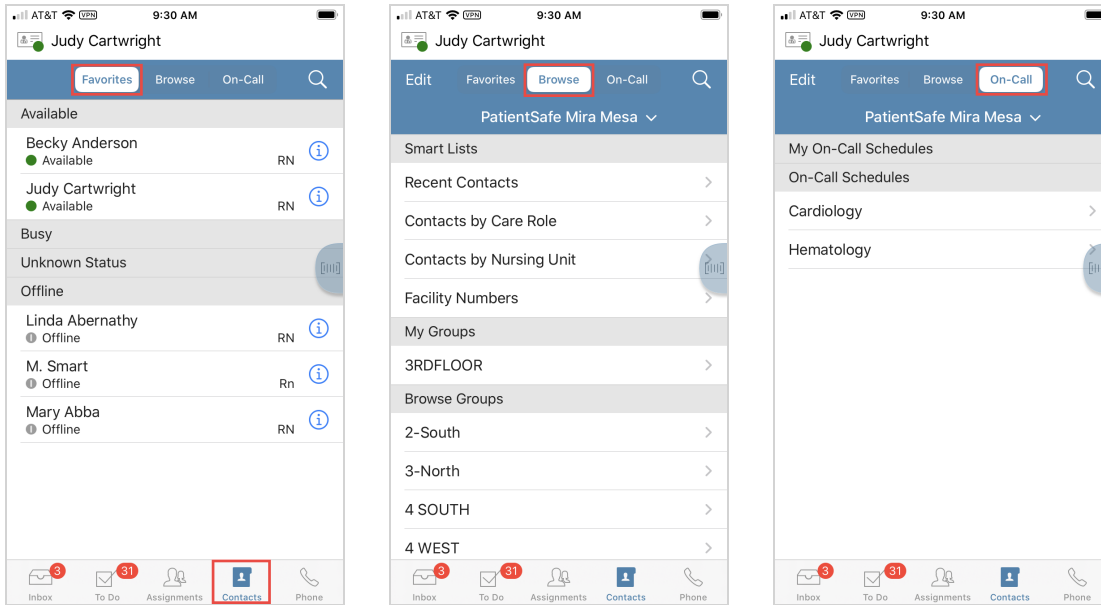 AT&T VPN 9:30 AM
Judy Cartwright
Favorites Browse On-Call
Available
Becky Anderson
Available RN
Judy Cartwright
Available RN
Busy
Unknown Status
Offline
Linda Abernathy
Offline RN
M. Smart
Offline Rn
Mary Abba
Offline RN
3 31
Inbox To Do Assignments Contacts Phone
AT&T VPN 9:30 AM
Judy Cartwright
Edit Favorites Browse On-Call
PatientSafe Mira Mesa
Smart Lists
Recent Contacts
Contacts by Care Role
Contacts by Nursing Unit
Facility Numbers
My Groups
3RDFLOOR
Browse Groups
2-South
3-North
4 SOUTH
4 WEST
3 31
Inbox To Do Assignments Contacts Phone
AT&T VPN 9:30 AM
Judy Cartwright
Edit Favorites Browse On-Call
PatientSafe Mira Mesa
My On-Call Schedules
On-Call Schedules
Cardiology
Hematology
3 31
Inbox To Do Assignments Contacts Phone